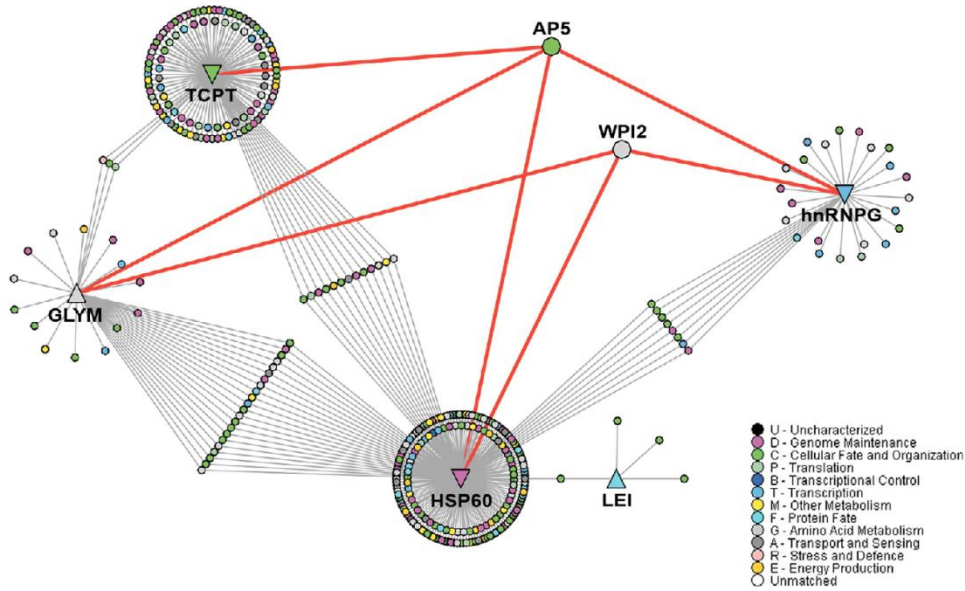 AP5
TCPT
WPI2
hnRNPG
GLYM
HSP60
LEI
U - Uncharacterized
D - Genome Maintenance
C - Cellular Fate and Organization
P - Translation
B - Transcriptional Control
T - Transcription
M - Other Metabolism
F - Protein Fate
G - Amino Acid Metabolism
A - Transport and Sensing
R - Stress and Defence
E - Energy Production
Unmatched